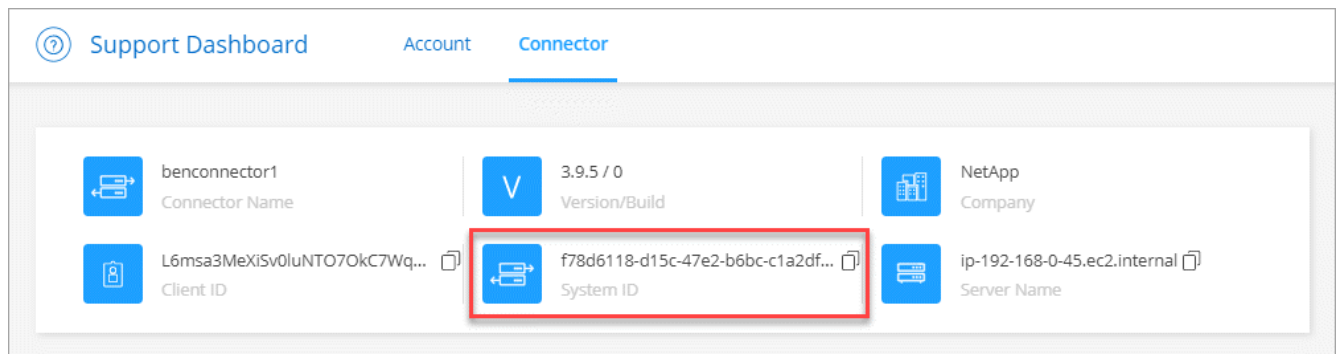 Support Dashboard Account Connector
benconnector1
Connector Name
V
3.9.5 / 0
Version/Build
NetApp
Company
L6msa3MeXiSv0luNTO7OkC7Wq...
Client ID
f78d6118-d15c-47e2-b6bc-c1a2df...
System ID
ip-192-168-0-45.ec2.internal
Server Name